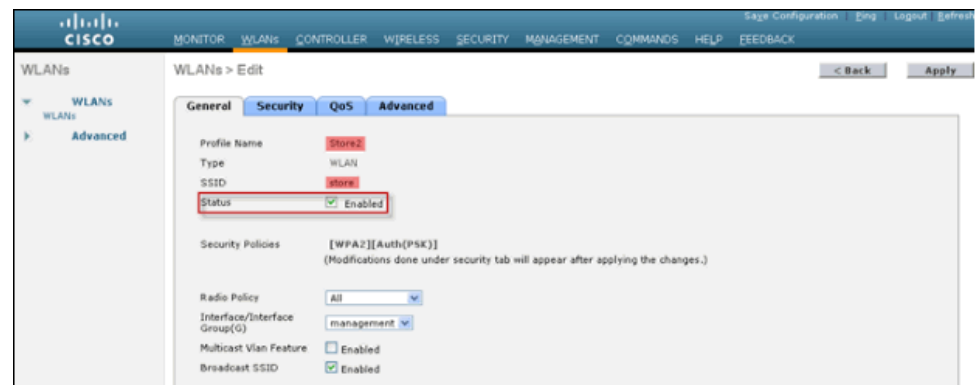 Save Configuration Ping Logout Refresh
CISCO
MONITOR WLANs CONTROLLER WIRELESS SECURITY MANAGEMENT COMMANDS HELP FEEDBACK
WLANs
WLANs
WLANs
Advanced
WLANs > Edit
< Back
Apply
General Security QoS Advanced
Profile Name Store2
Type WLAN
SSID store
Status Enabled
Security Policies [WPA2][Auth(PSK)]
(Modifications done under security tab will appear after applying the changes.)
Radio Policy All
Interface/Interface
Group(G) management
Multicast Vlan Feature Enabled
Broadcast SSID Enabled